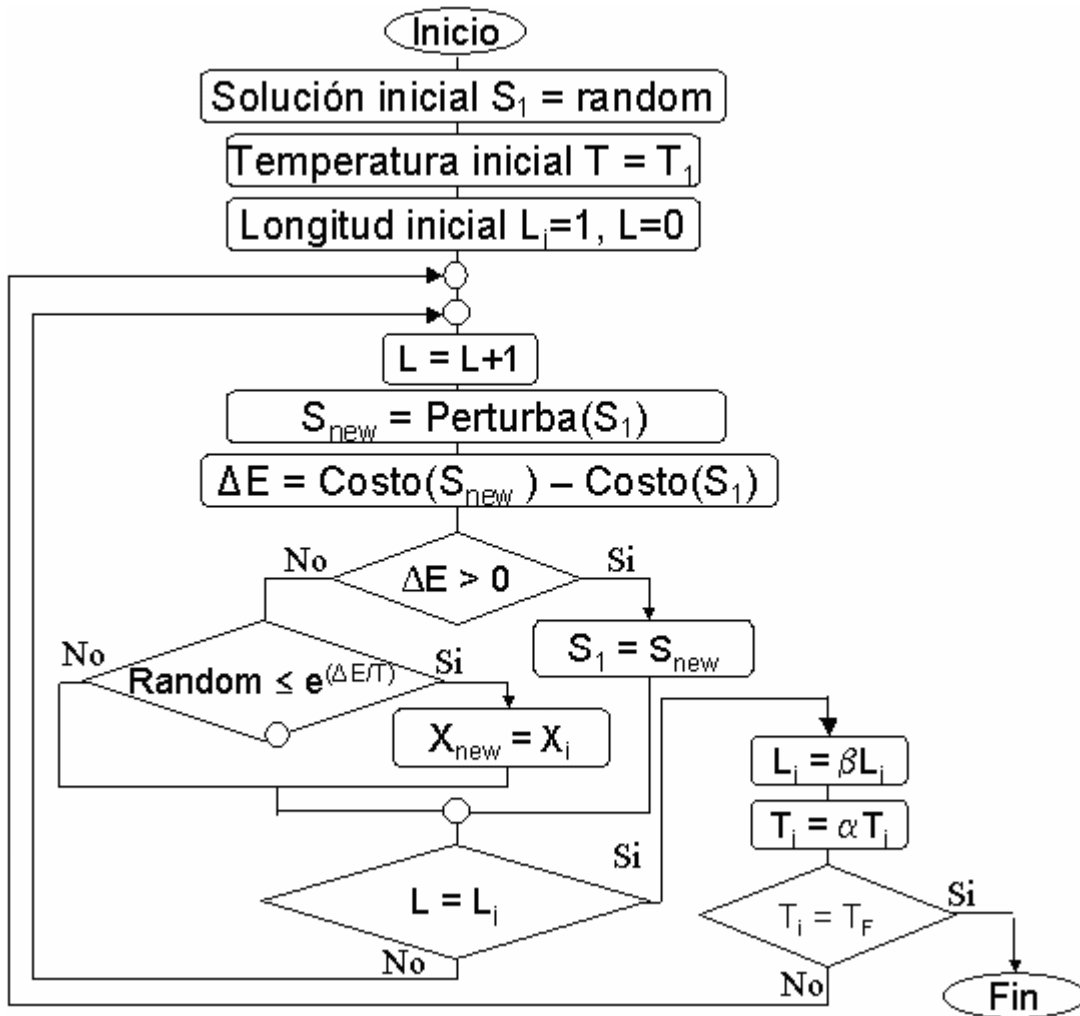 Inicio
Solución inicial S₁ = random
Temperatura inicial T = T₁
Longitud inicial Lᵢ=1, L=0
L = L+1
Sₙₑw = Perturba(S₁)
ΔE = Costo(Sₙₑw ) – Costo(S₁)
No
Si
ΔE > 0
S₁ = Sₙₑw
No
Si
Random ≤ e^(ΔE/T)
Xₙₑw = Xᵢ
Lᵢ = βLᵢ
Tᵢ = αTᵢ
Si
L = Lᵢ
No
Si
Tᵢ = T_F
No
Fin